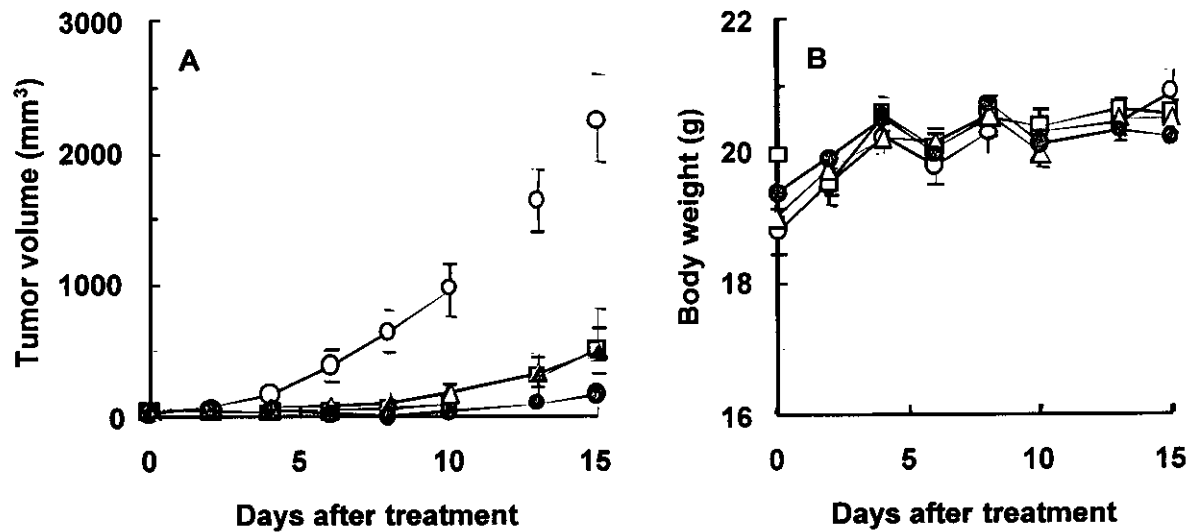 A
Tumor volume (mm³)
3000
2000
1000
0
0 5 10 15
Days after treatment
B
Body weight (g)
22
20
18
16
0 5 10 15
Days after treatment